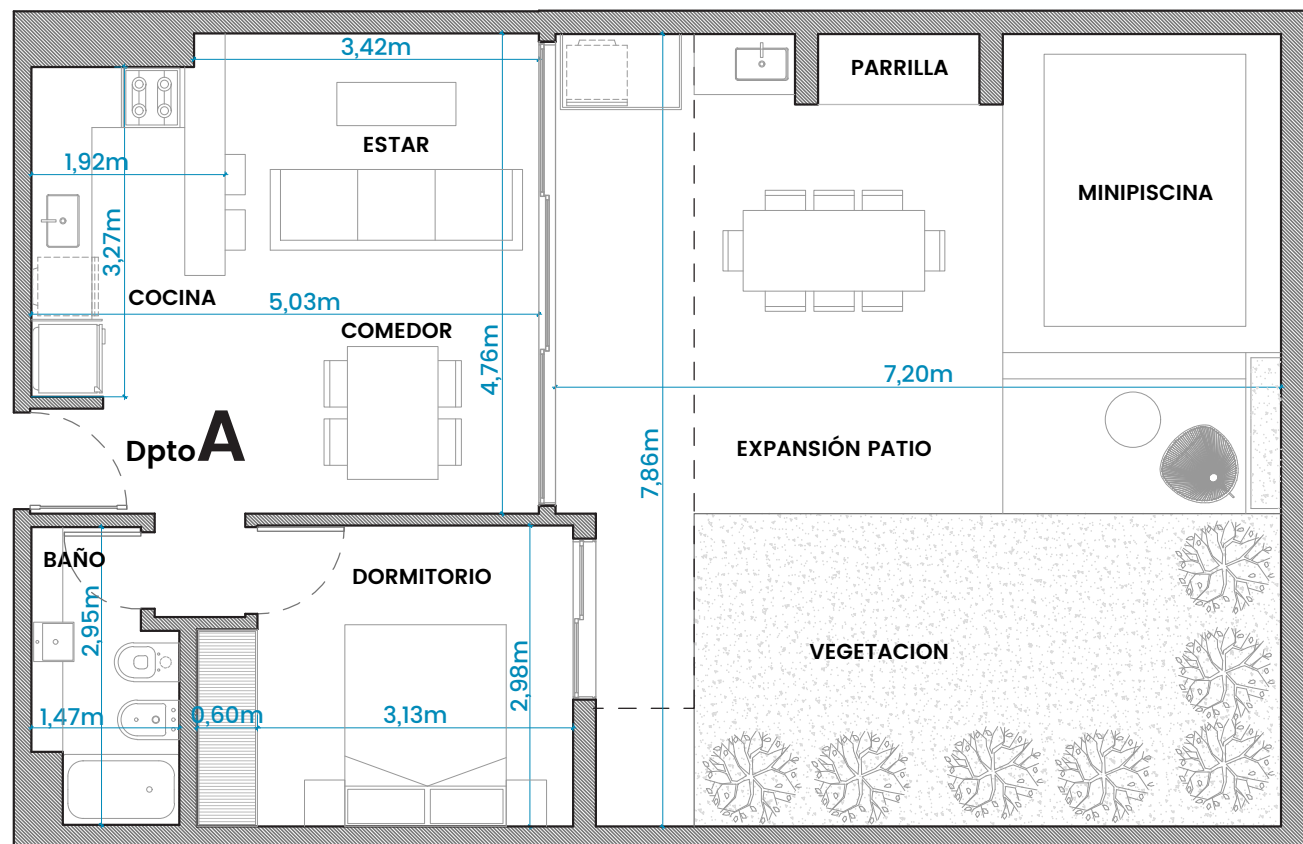 3,42m
PARRILLA
ESTAR
1,92m
MINIPISCINA
3,27m
COCINA
5,03m
COMEDOR
4,76m
7,20m
Dpto A
EXPANSIÓN PATIO
7,86m
BAÑO
DORMITORIO
2,95m
VEGETACION
2,98m
1,47m
0,60m
3,13m